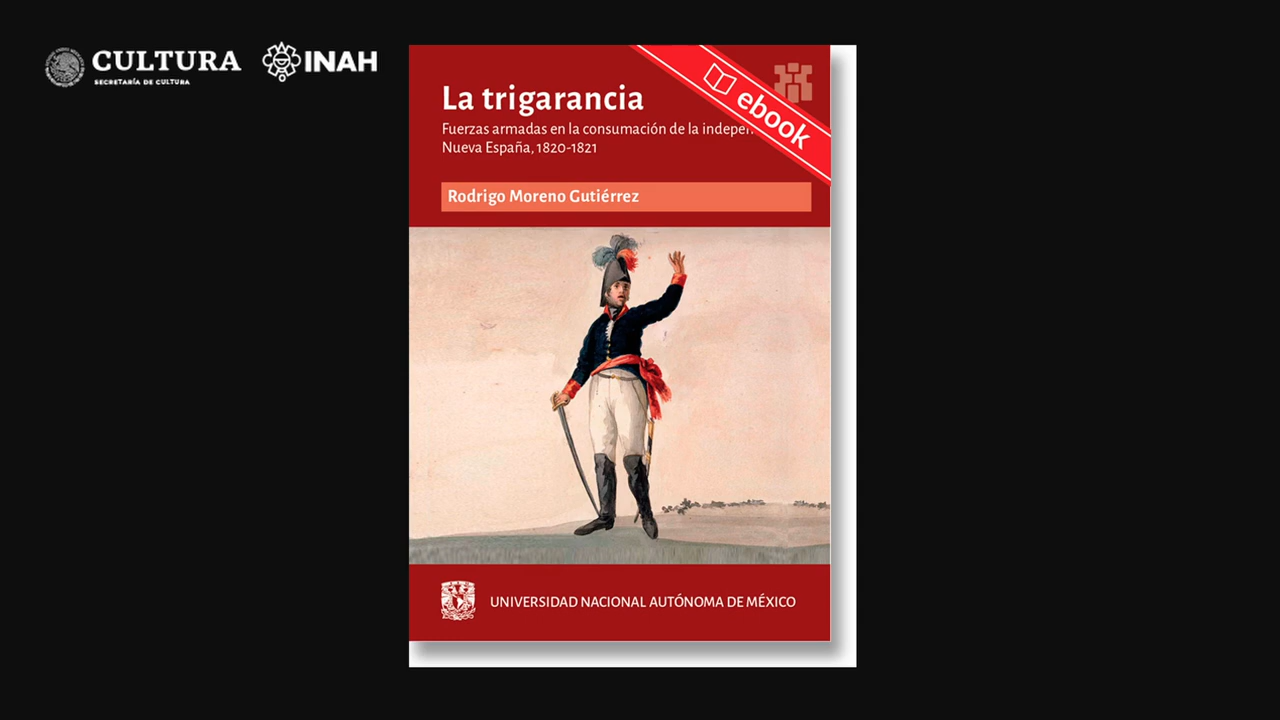 CULTURA
SECRETARÍA DE CULTURA
INAH
La trigarancia
Fuerzas armadas en la consumación de la
Nueva España, 1820-1821
ebook
Rodrigo Moreno Gutiérrez
UNIVERSIDAD NACIONAL AUTÓNOMA DE MÉXICO